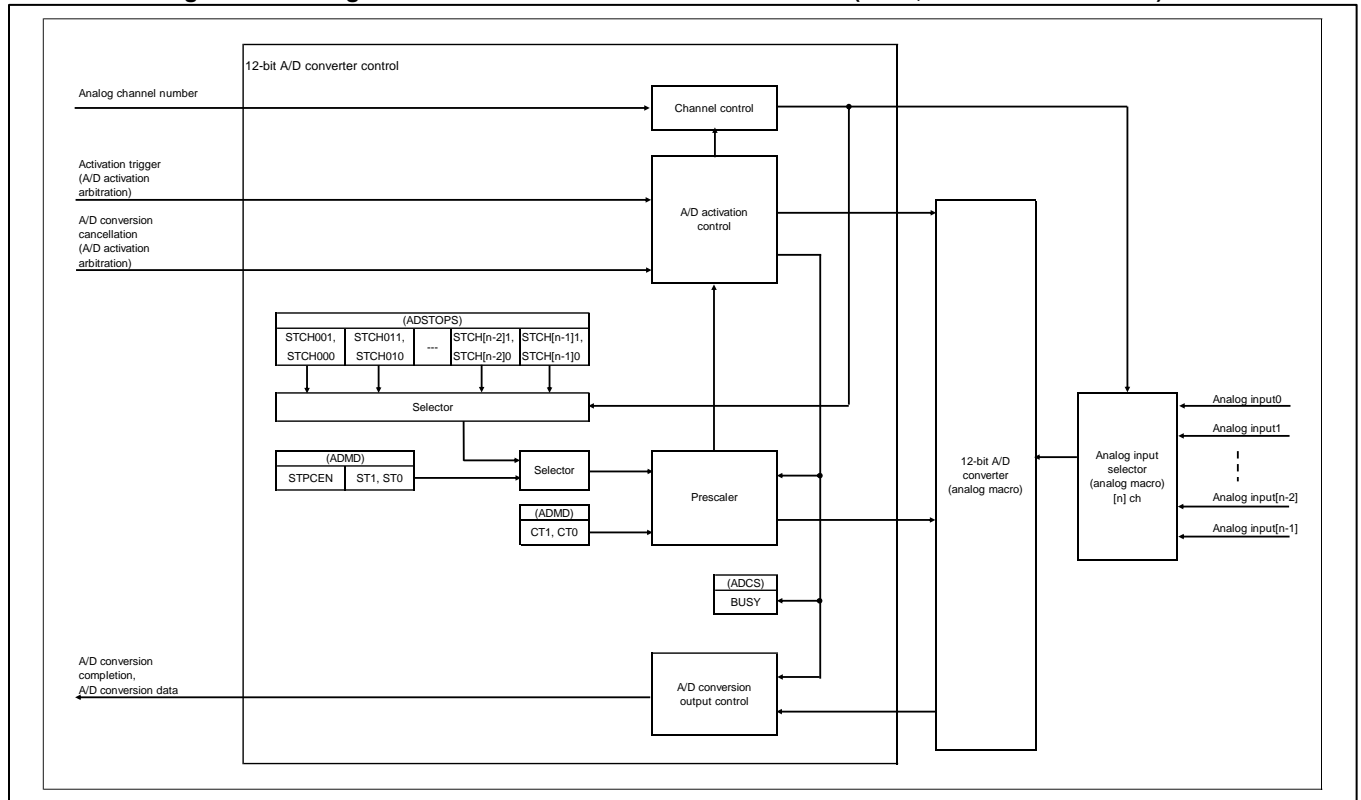 12-bit A/D converter control
Analog channel number
Channel control
Activation trigger
(A/D activation
arbitration)
A/D conversion
cancellation
(A/D activation
arbitration)
A/D activation
control
(ADSTOPS)
STCH001, STCH011, --- STCH[n-2]1, STCH[n-1]1,
STCH000 STCH010 STCH[n-2]0 STCH[n-1]0
Selector
(ADMD)
STPCEN ST1, ST0
Selector
(ADMD)
CT1, CT0
Prescaler
(ADCS)
BUSY
A/D conversion
completion,
A/D conversion data
A/D conversion
output control
12-bit A/D
converter
(analog macro)
Analog input
selector
(analog macro)
[n] ch
Analog input0
Analog input1
Analog input[n-2]
Analog input[n-1]